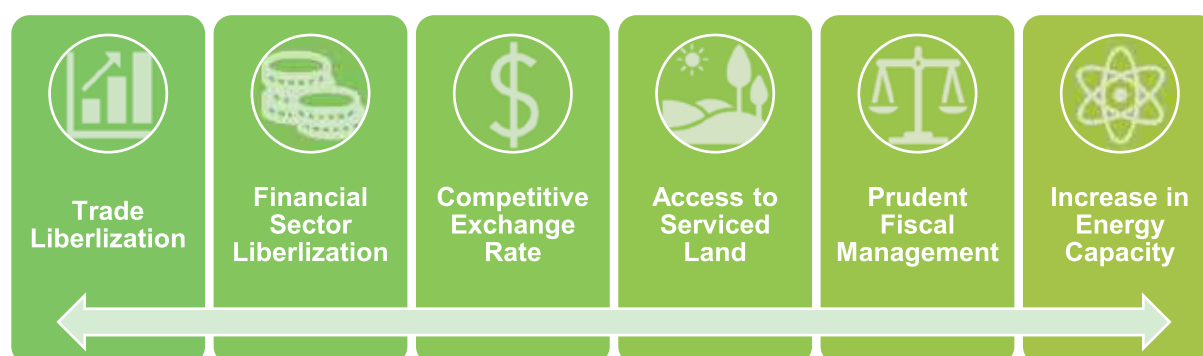 Trade
Liberlization
Financial
Sector
Liberlization
Competitive
Exchange
Rate
Access to
Serviced
Land
Prudent
Fiscal
Management
Increase in
Energy
Capacity